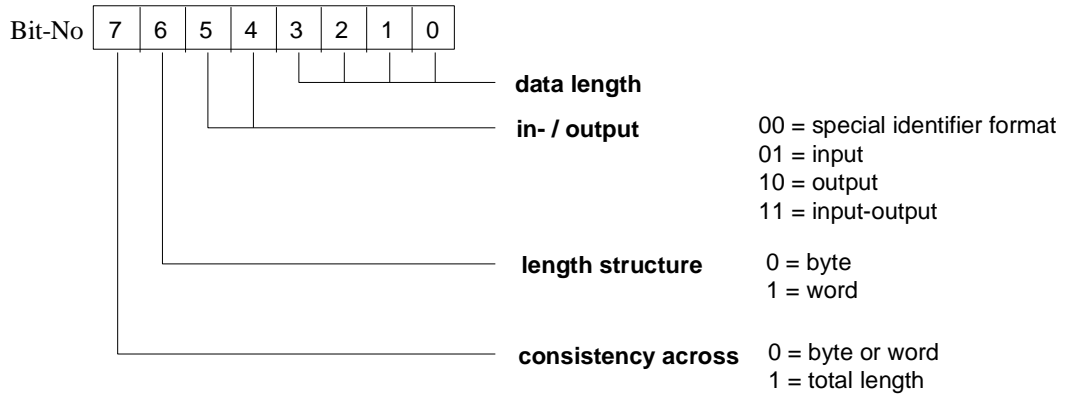 Bit-No 7 6 5 4 3 2 1 0
data length
in- / output 00 = special identifier format
01 = input
10 = output
11 = input-output
length structure 0 = byte
1 = word
consistency across 0 = byte or word
1 = total length